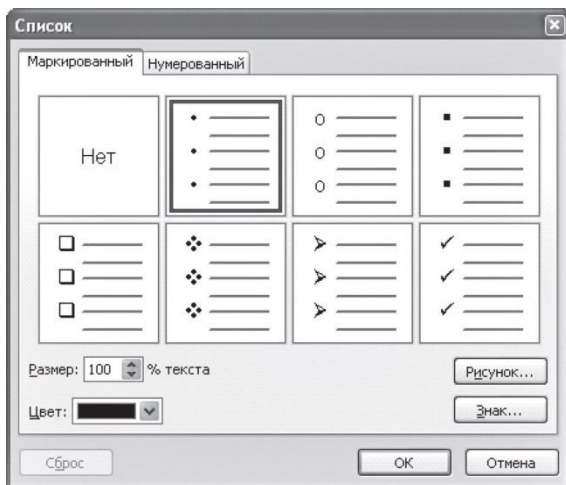 Список
Маркированный Нумерованный
Нет
Размер: 100 % текста
Рисунок...
Цвет:
Знак...
Сброс ОК Отмена